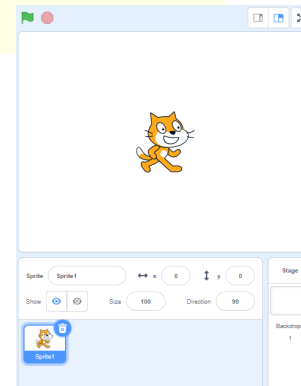 Sprite Sprite1 x 0 y 0
Show Size 100 Direction 90
Sprite1
Stage
Backdrop
1